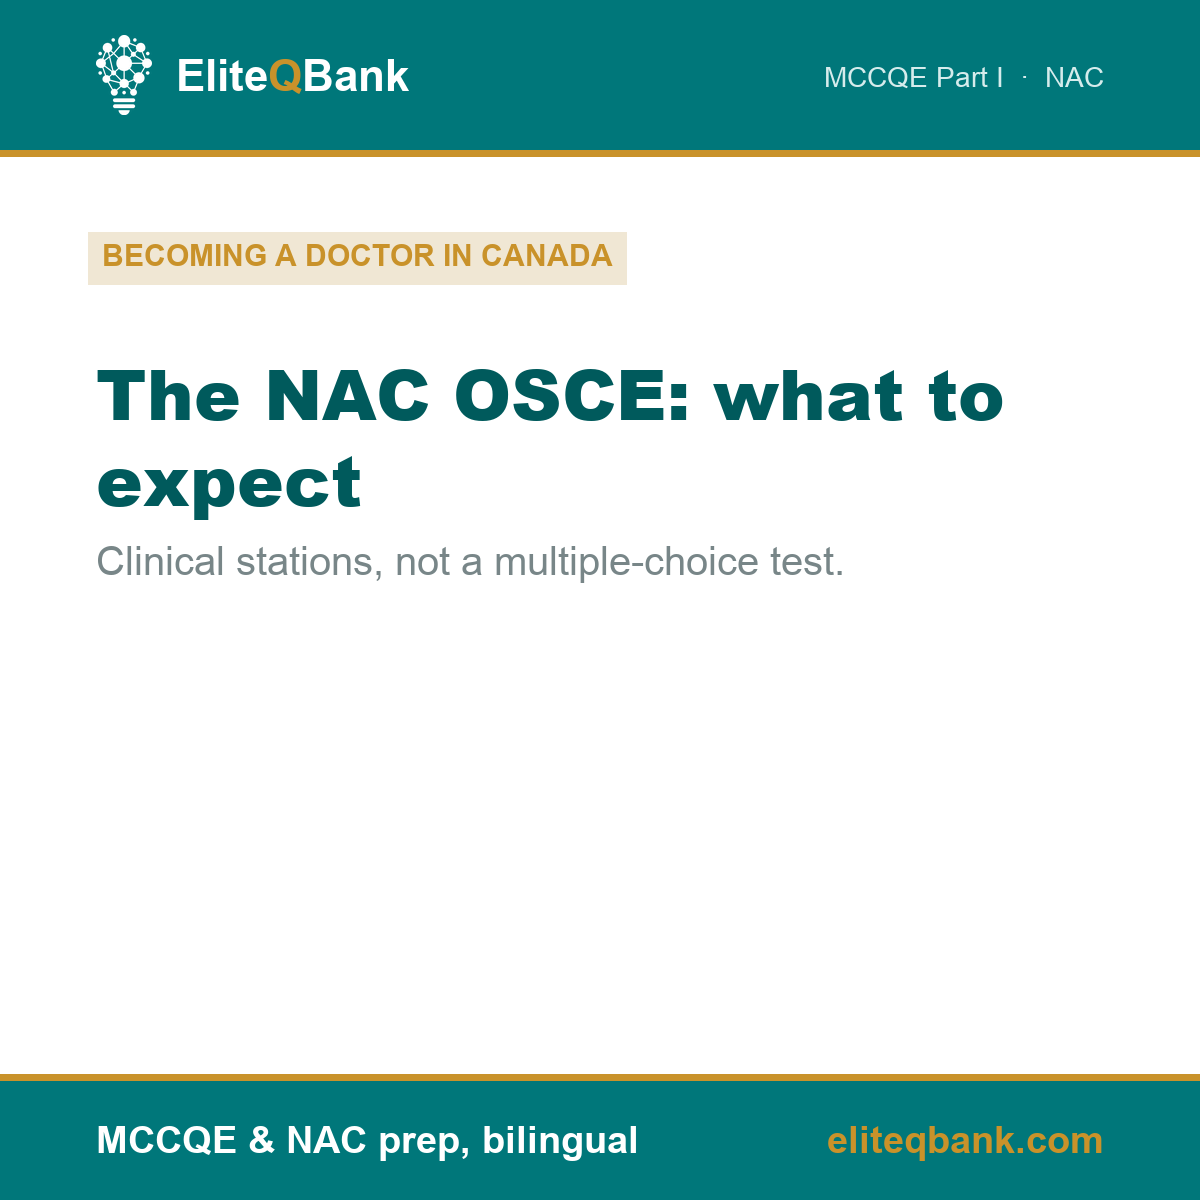 EliteQBank
MCCQE Part I · NAC
BECOMING A DOCTOR IN CANADA
The NAC OSCE: what to
expect
Clinical stations, not a multiple-choice test.
MCCQE & NAC prep, bilingual
eliteqbank.com